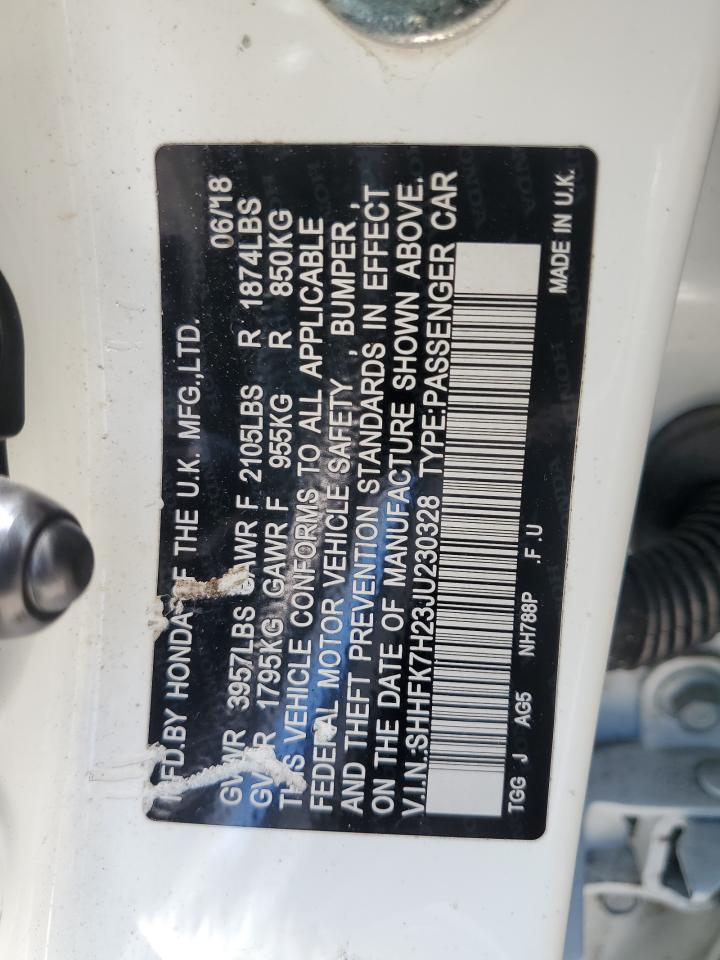 MFD.BY HONDA OF THE U.K. MFG.,LTD.
06/18
GVWR 3957LBS GAWR F 2105LBS R 1874LBS
GVWR 1795KG GAWR F 955KG R 850KG
THIS VEHICLE CONFORMS TO ALL APPLICABLE
FEDERAL MOTOR VEHICLE SAFETY , BUMPER ,
AND THEFT PREVENTION STANDARDS IN EFFECT
ON THE DATE OF MANUFACTURE SHOWN ABOVE.
V.I.N.:SHHFK7H23JU230328 TYPE:PASSENGER CAR
TGG J AG5 NH788P .F .U MADE IN U.K.